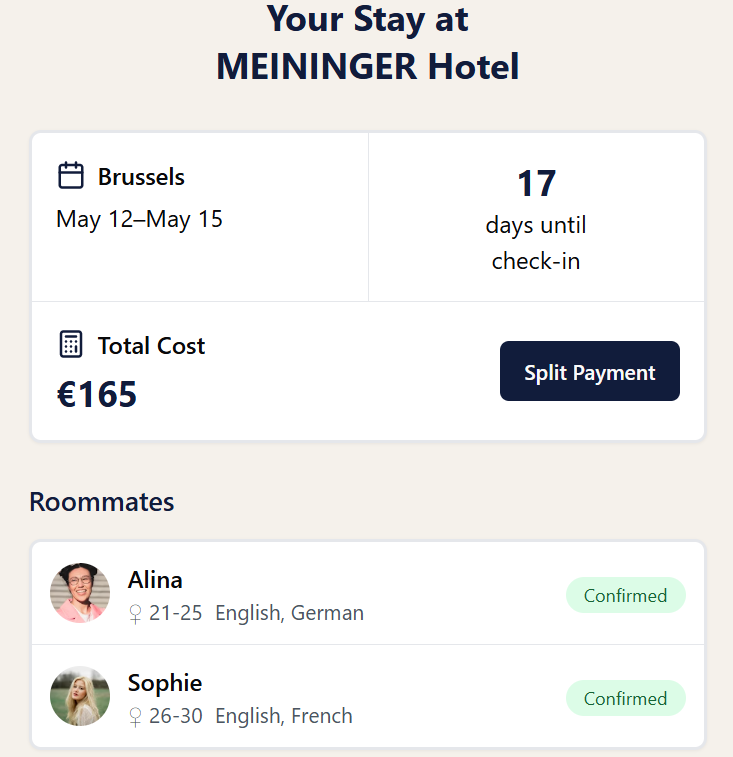 Your Stay at
MEININGER Hotel
Brussels
May 12–May 15
17
days until
check-in
Total Cost
€165
Split Payment
Roommates
Alina
♀ 21-25 English, German
Confirmed
Sophie
♀ 26-30 English, French
Confirmed